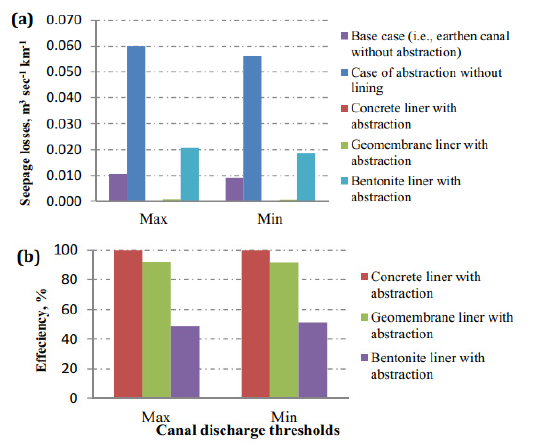 (a)
0.070
0.060
0.050
0.040
0.030
0.020
0.010
0.000
Seepage losses, m³ sec⁻¹ km⁻¹
Max
Min
Base case (i.e., earthen canal
without abstraction)
Case of abstraction without
lining
Concrete liner with
abstraction
Geomembrane liner with
abstraction
Bentonite liner with
abstraction
(b)
100
80
60
40
20
0
Effeciency, %
Max
Min
Canal discharge thresholds
Concrete liner with
abstraction
Geomembrane liner with
abstraction
Bentonite liner with
abstraction